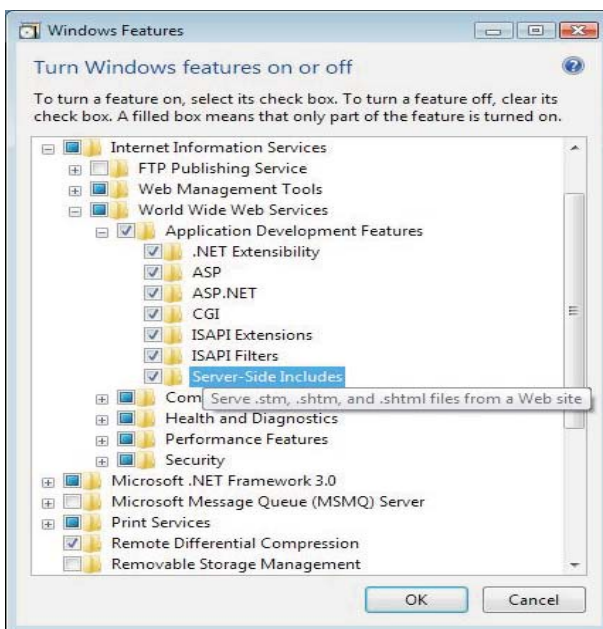 Windows Features
Turn Windows features on or off
To turn a feature on, select its check box. To turn a feature off, clear its
check box. A filled box means that only part of the feature is turned on.
Internet Information Services
FTP Publishing Service
Web Management Tools
World Wide Web Services
Application Development Features
.NET Extensibility
ASP
ASP.NET
CGI
ISAPI Extensions
ISAPI Filters
Server-Side Includes
Com
Serve .stm, .shtm, and .shtml files from a Web site
Health and Diagnostics
Performance Features
Security
Microsoft .NET Framework 3.0
Microsoft Message Queue (MSMQ) Server
Print Services
Remote Differential Compression
Removable Storage Management
OK Cancel